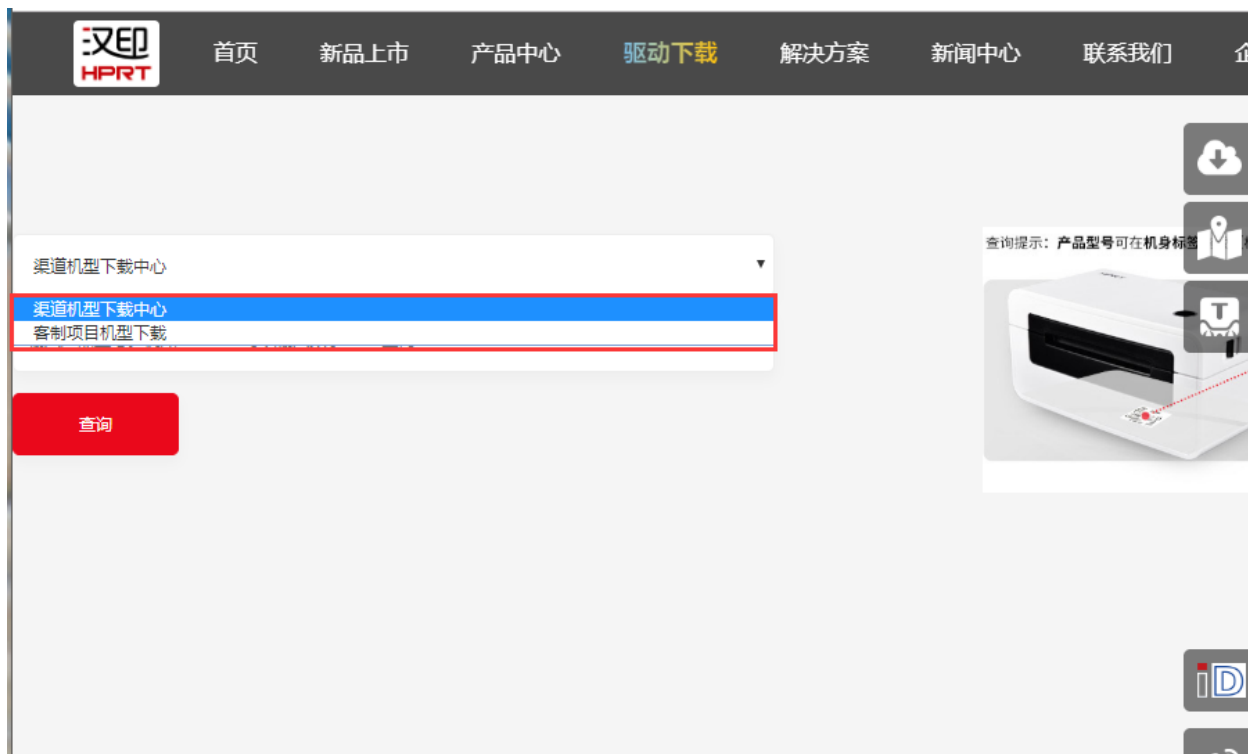 汉印
HPRT
首页 新品上市 产品中心 驱动下载 解决方案 新闻中心 联系我们
查询提示：产品型号可在机身标签
渠道机型下载中心
渠道机型下载中心
客制项目机型下载
查询
HPRT
T
iD